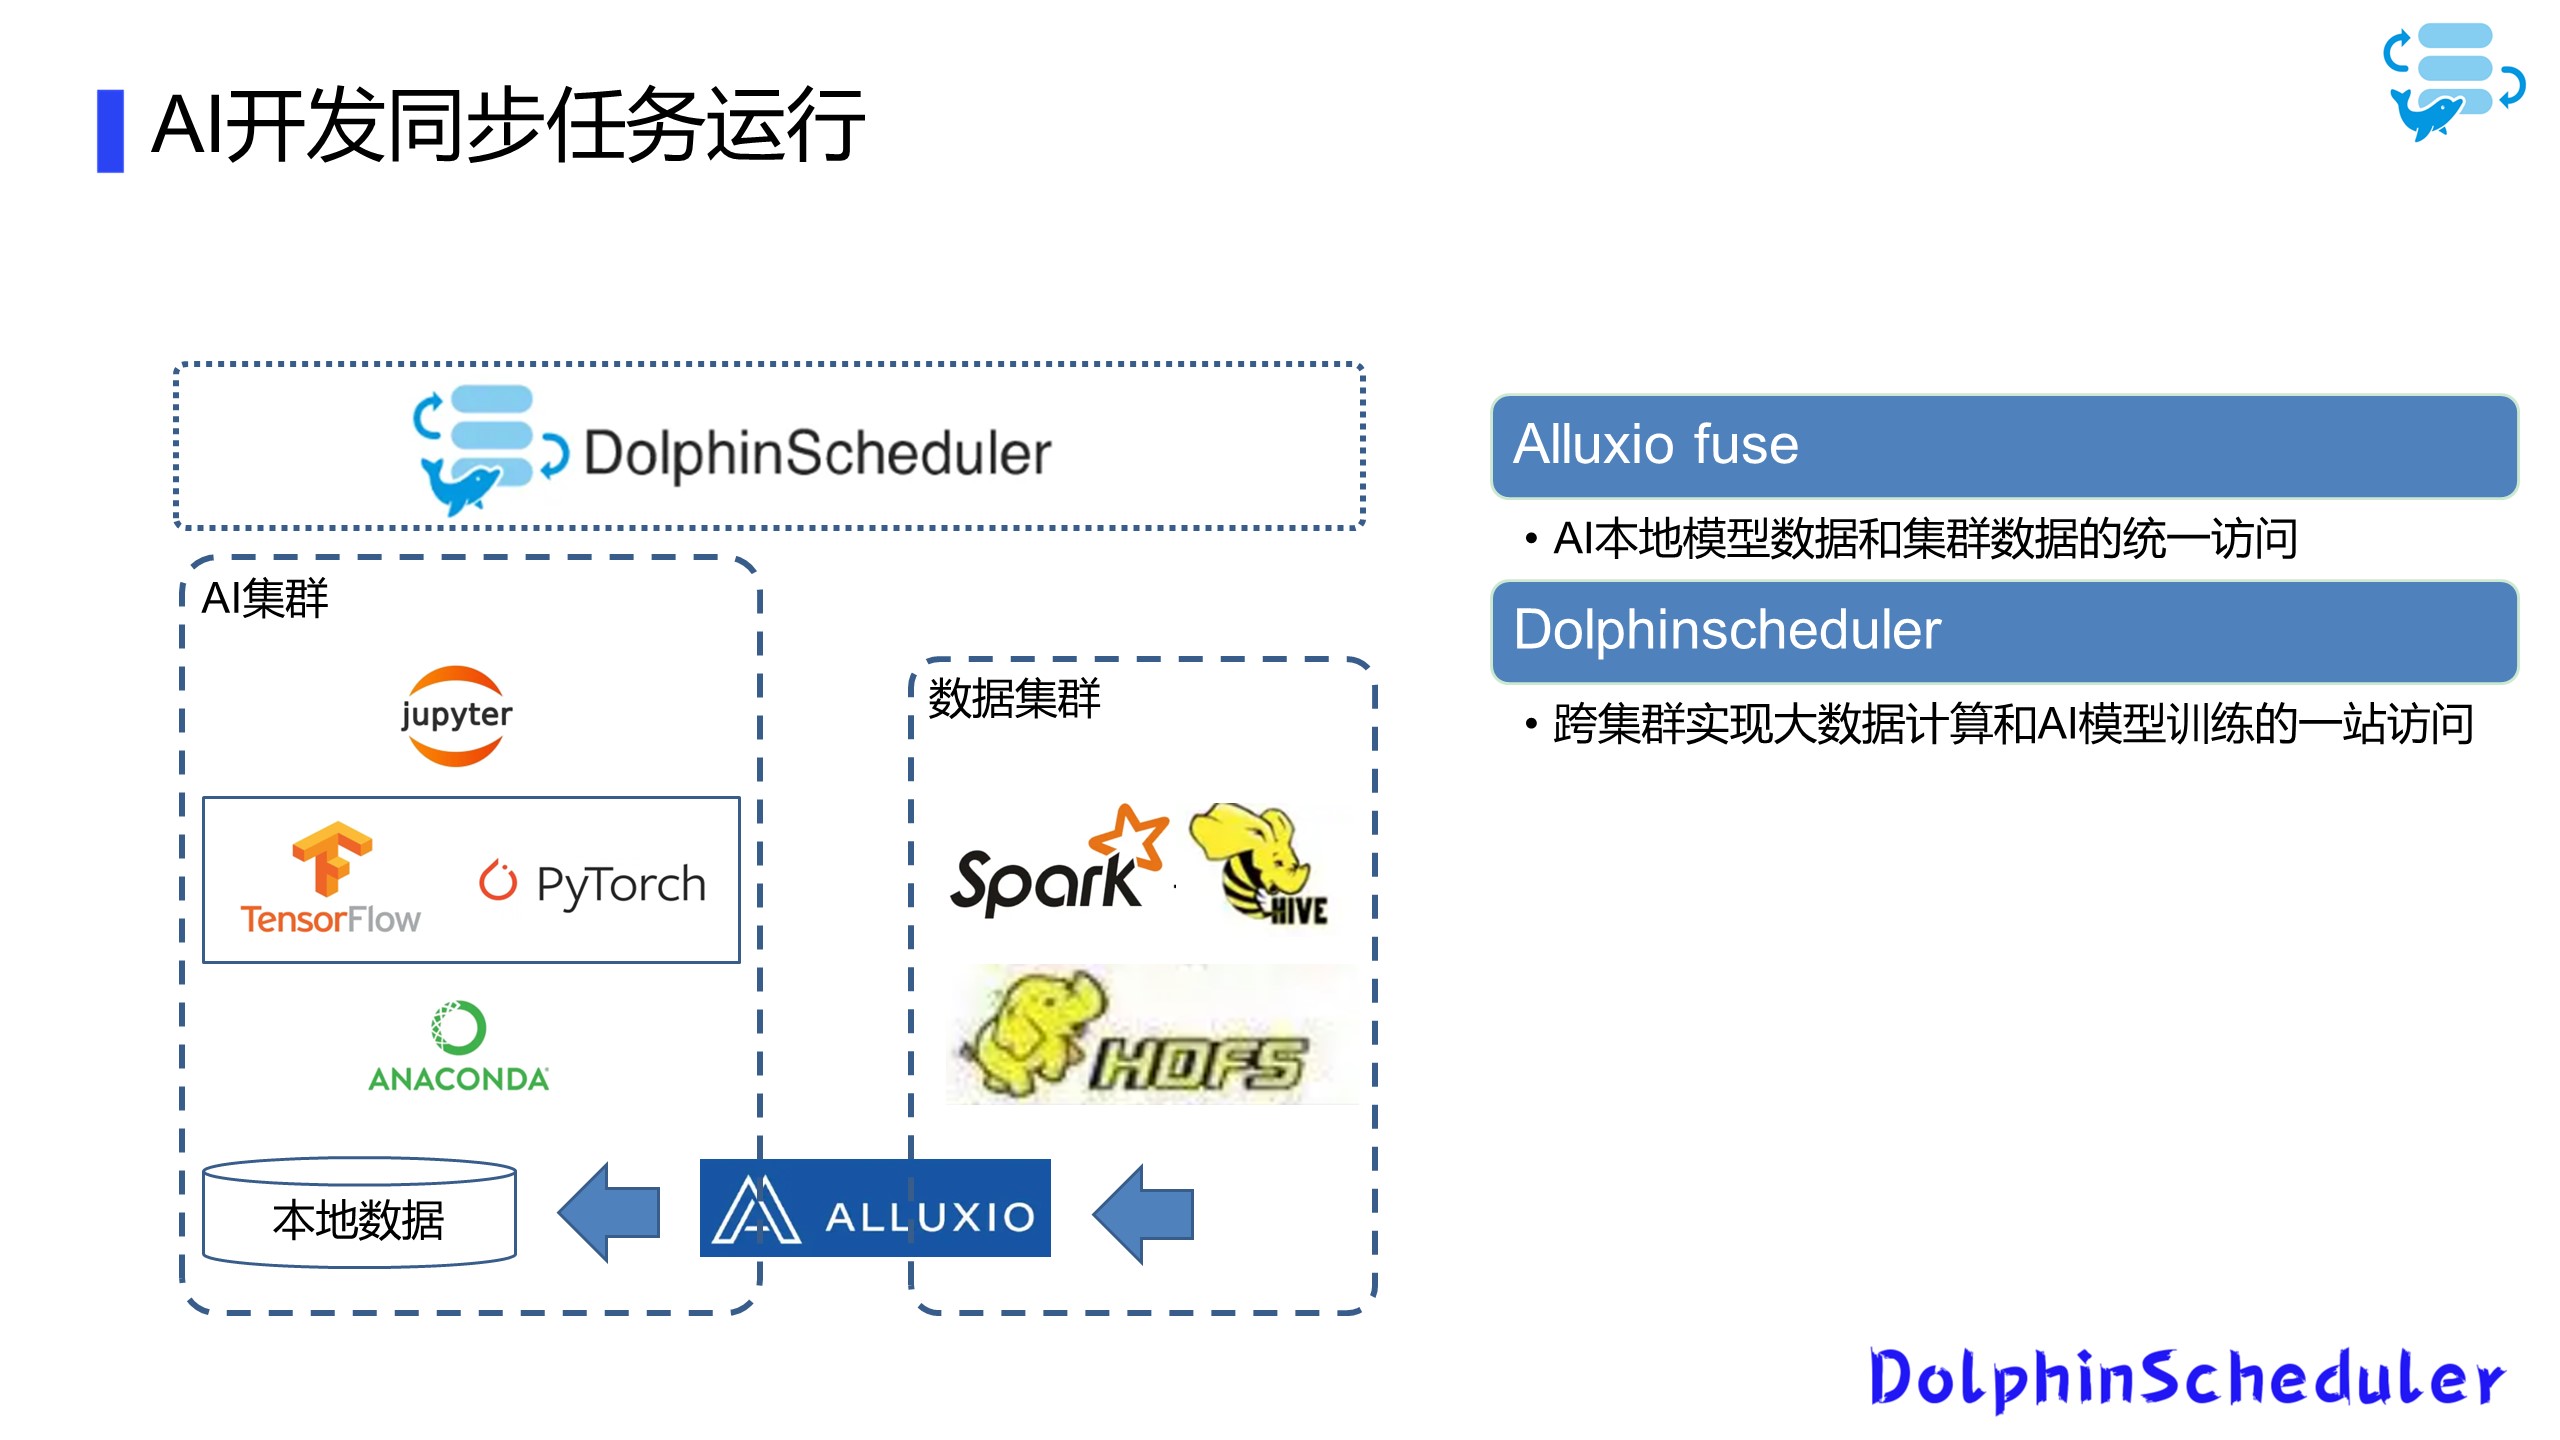 AI开发同步任务运行
DolphinScheduler
AI集群
jupyter
TensorFlow
PyTorch
ANACONDA
本地数据
数据集群
Spark
HIVE
HDFS
ALLUXIO
Alluxio fuse
• AI本地模型数据和集群数据的统一访问
Dolphinscheduler
• 跨集群实现大数据计算和AI模型训练的一站访问
DolphinScheduler